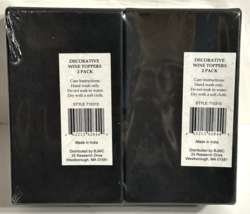 DECORATIVE
WINE TOPPERS
2 PACK
Care Instructions:
Hand wash only.
Do not soak in water.
Dry with a soft cloth.
STYLE 710310
Made in India
Distributed by BJWC
25 Research Drive
Westborough, MA 01581
DECORATIVE
WINE TOPPERS
2 PACK
Care Instructions:
Hand wash only.
Do not soak in water.
Dry with a soft cloth.
STYLE 710310
Made in India
Distributed by BJWC
25 Research Drive
Westborough, MA 01581